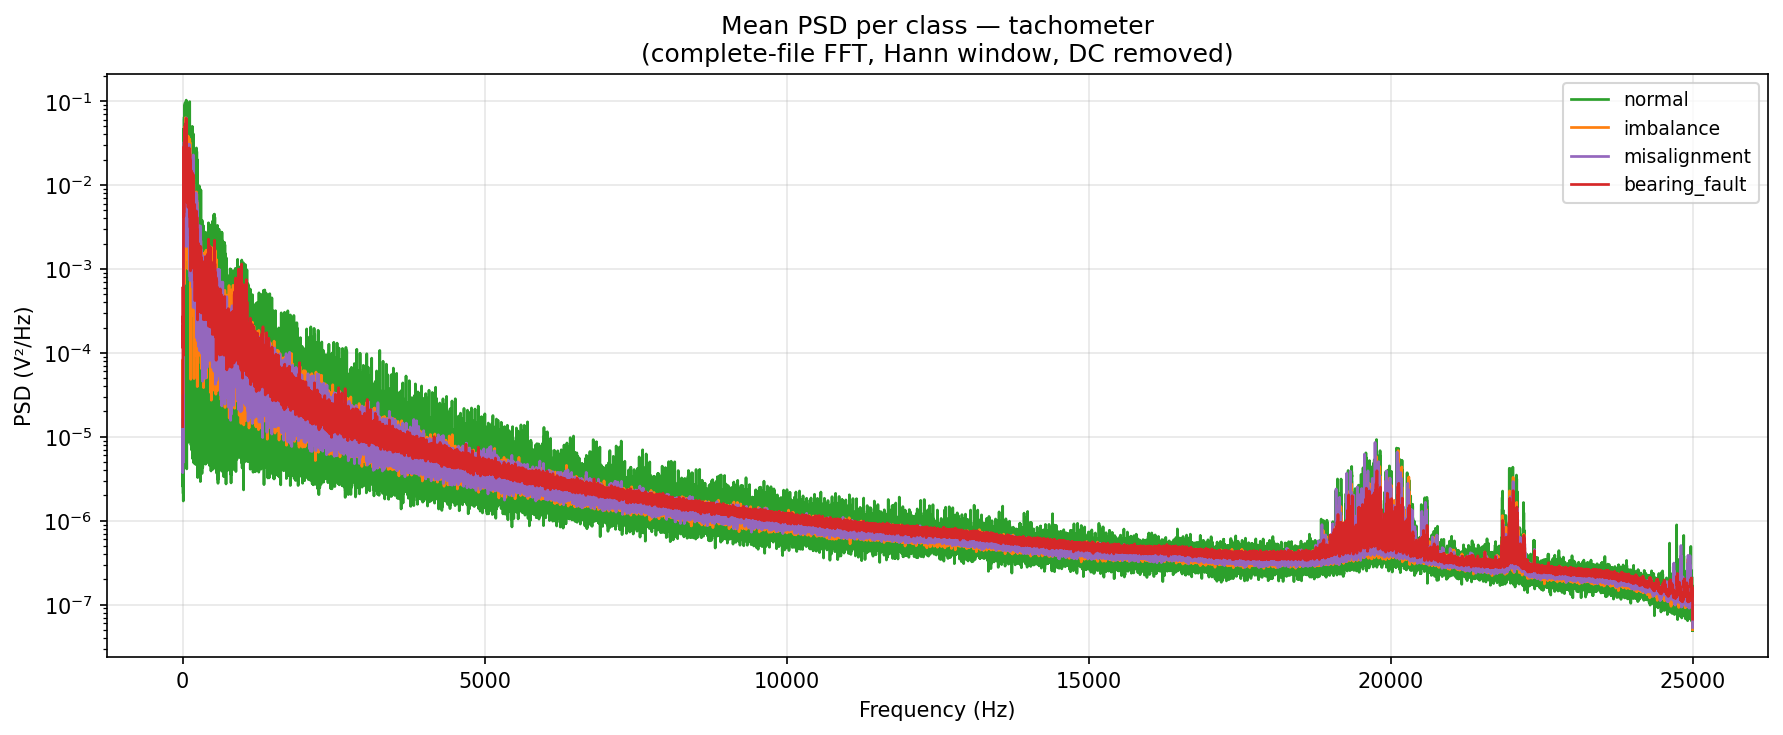 Mean PSD per class — tachometer
(complete-file FFT, Hann window, DC removed)
normal
imbalance
misalignment
bearing_fault
PSD (V²/Hz)
10⁻¹
10⁻²
10⁻³
10⁻⁴
10⁻⁵
10⁻⁶
10⁻⁷
0
5000
10000
15000
20000
25000
Frequency (Hz)